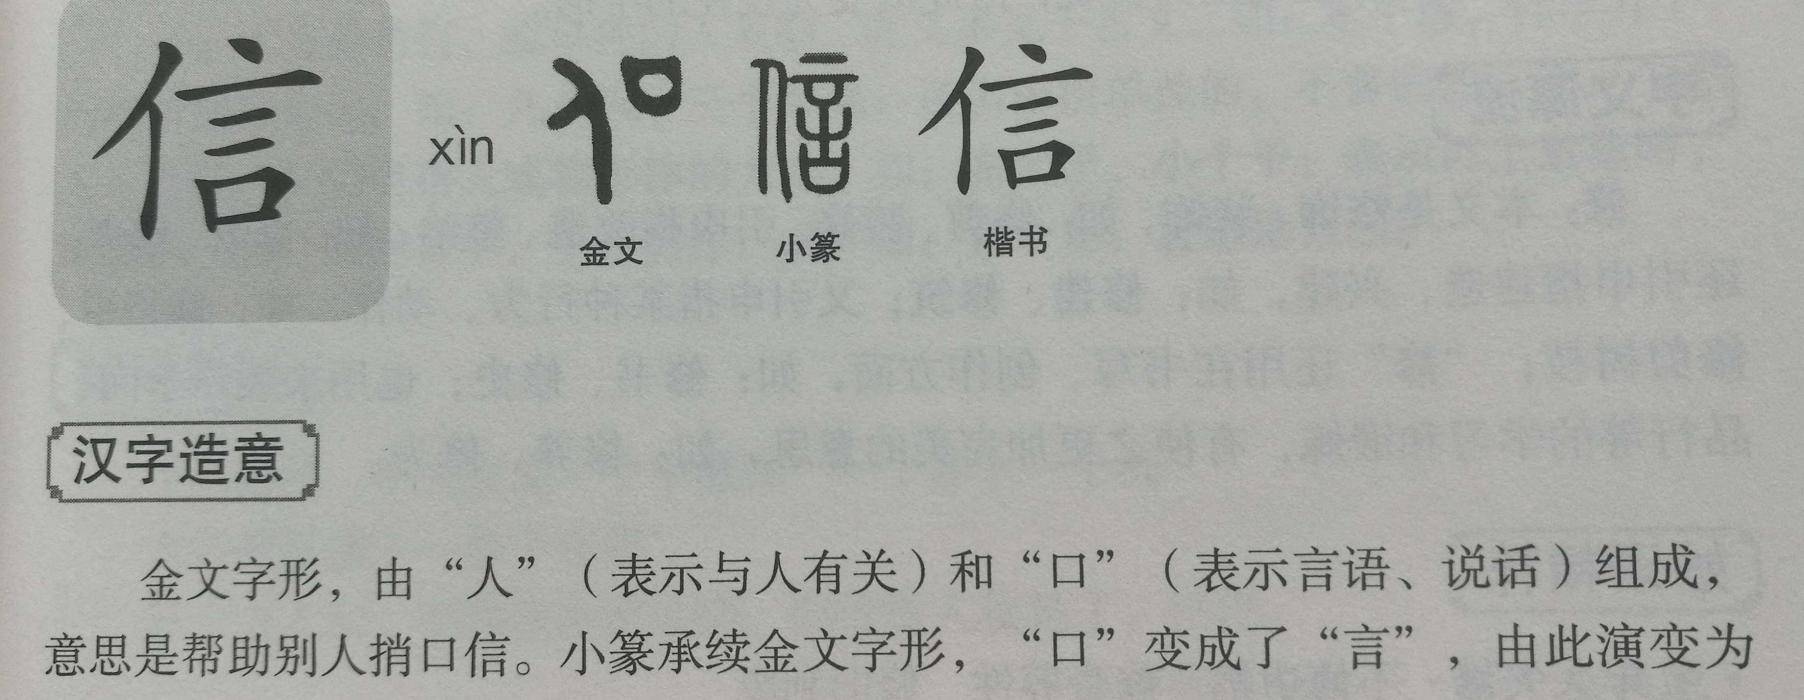 信 xìn 信 信
金文 小篆 楷书
汉字造意
金文字形，由“人”（表示与人有关）和“口”（表示言语、说话）组成，
意思是帮助别人捎口信。小篆承续金文字形，“口”变成了“言”，由此演变为